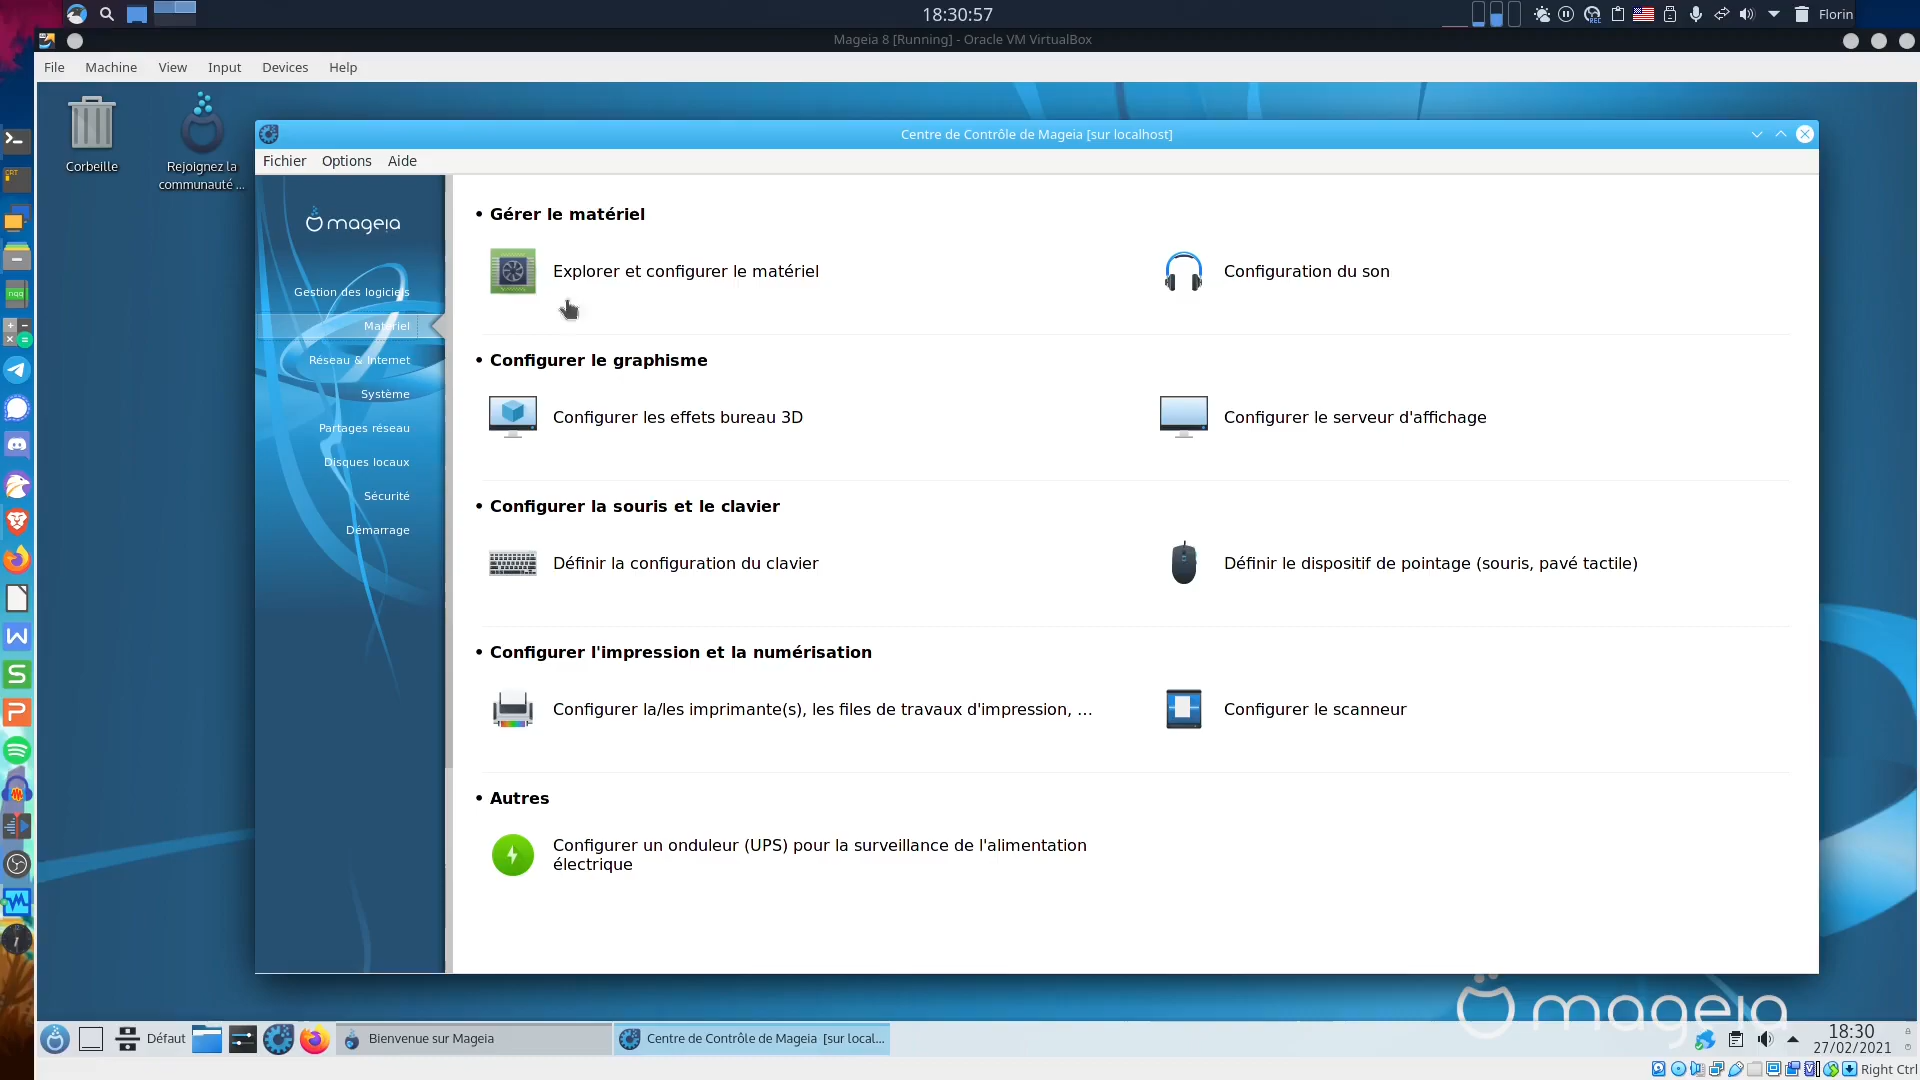 18:30:57
Florin
Mageia 8 [Running] - Oracle VM VirtualBox
File Machine View Input Devices Help
Corbeille
Rejoignez la
communauté ...
Centre de Contrôle de Mageia [sur localhost]
Fichier Options Aide
mageia
Gestion des logiciels
Matériel
Réseau & Internet
Système
Partages réseau
Disques locaux
Sécurité
Démarrage
• Gérer le matériel
Explorer et configurer le matériel
Configuration du son
• Configurer le graphisme
Configurer les effets bureau 3D
Configurer le serveur d'affichage
• Configurer la souris et le clavier
Définir la configuration du clavier
Définir le dispositif de pointage (souris, pavé tactile)
• Configurer l'impression et la numérisation
Configurer la/les imprimante(s), les files de travaux d'impression, ...
Configurer le scanneur
• Autres
Configurer un onduleur (UPS) pour la surveillance de l'alimentation
électrique
mageia
Défaut
Bienvenue sur Mageia
Centre de Contrôle de Mageia [sur local...
18:30
27/02/2021
Right Ctrl